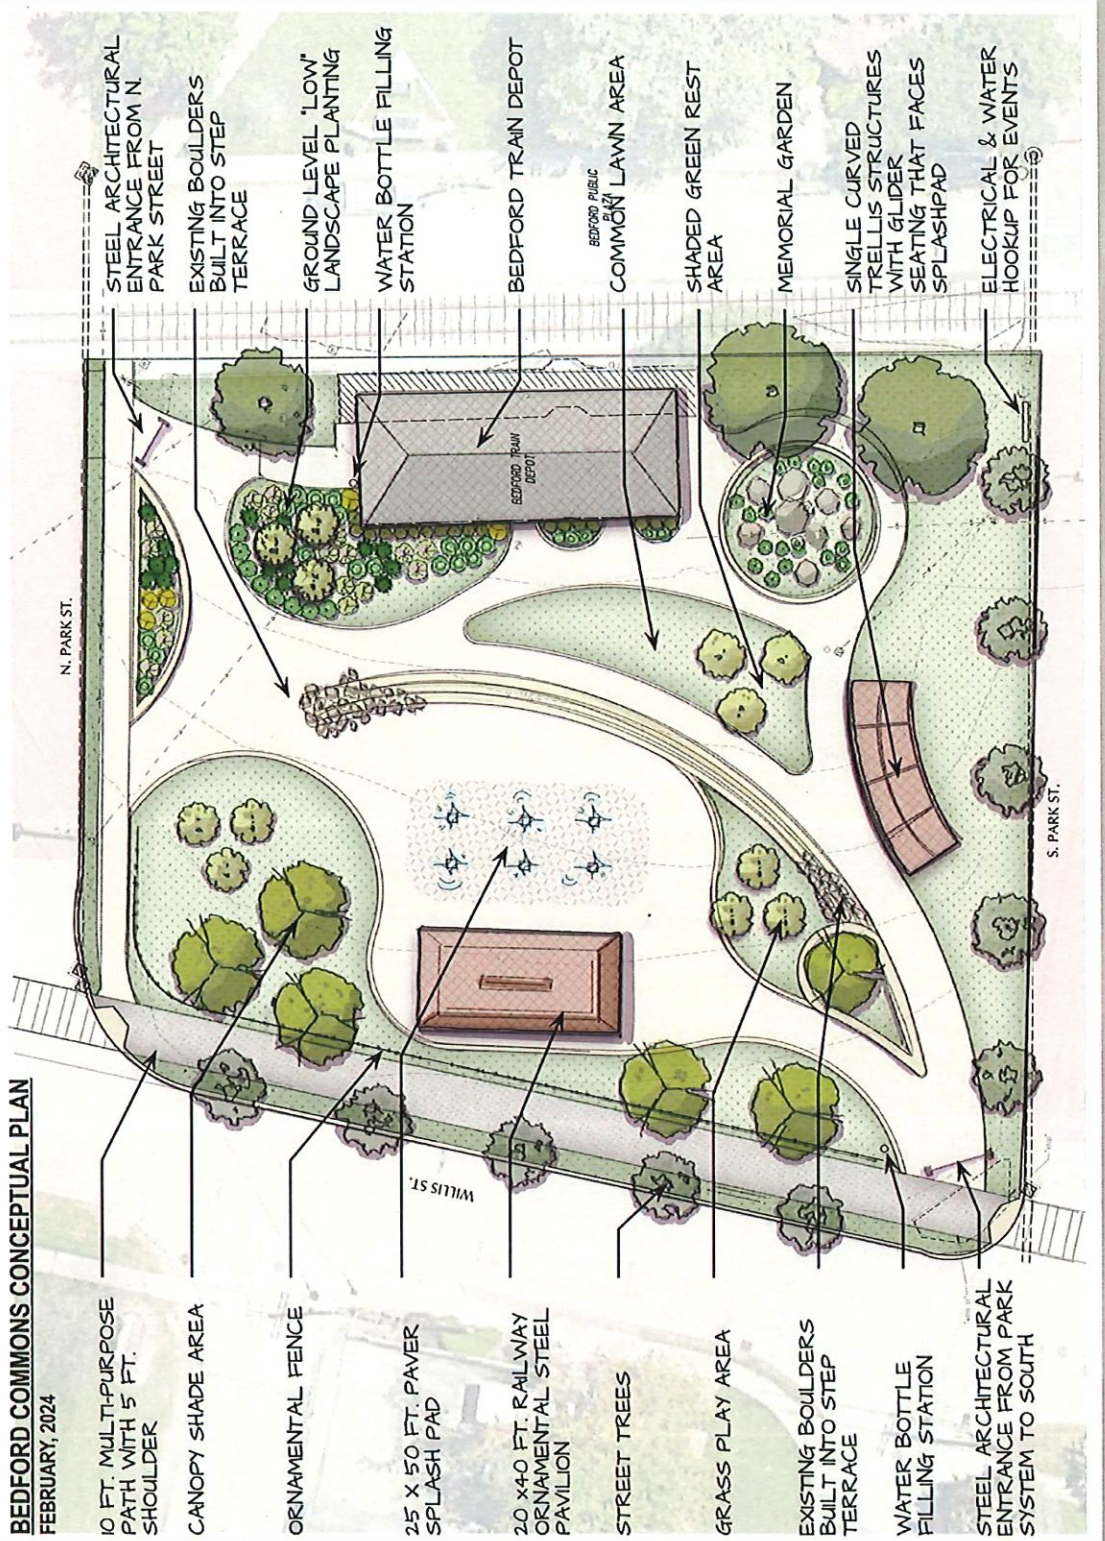 BEDFORD COMMONS CONCEPTUAL PLAN
FEBRUARY, 2024
10 FT. MULTI-PURPOSE
PATH WITH 5 FT.
SHOULDER
CANOPY SHADE AREA
ORNAMENTAL FENCE
25 X 50 FT. PAVER
SPLASH PAD
20 x40 FT. RAILWAY
ORNAMENTAL STEEL
PAVILION
STREET TREES
GRASS PLAY AREA
EXISTING BOULDERS
BUILT INTO STEP
TERRACE
WATER BOTTLE
FILLING STATION
STEEL ARCHITECTURAL
ENTRANCE FROM PARK
SYSTEM TO SOUTH
WILLIS ST.
N. PARK ST.
S. PARK ST.
BEDFORD TRAIN
DEPOT
STEEL ARCHITECTURAL
ENTRANCE FROM N.
PARK STREET
EXISTING BOULDERS
BUILT INTO STEP
TERRACE
GROUND LEVEL "LOW"
LANDSCAPE PLANTING
WATER BOTTLE FILLING
STATION
BEDFORD TRAIN DEPOT
BEDFORD PUBLIC
PLAZA
COMMON LAWN AREA
SHADED GREEN REST
AREA
MEMORIAL GARDEN
SINGLE CURVED
TRELLIS STRUCTURES
WITH GLIDER
SEATING THAT FACES
SPLASHPAD
ELECTRICAL & WATER
HOOKUP FOR EVENTS